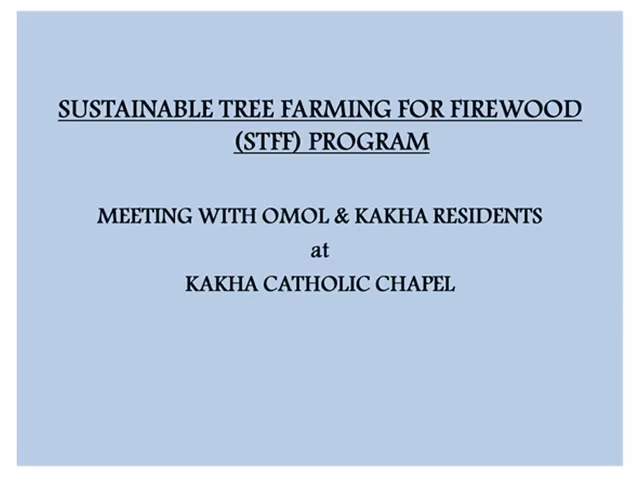 SUSTAINABLE TREE FARMING FOR FIREWOOD
(STFF) PROGRAM
MEETING WITH OMOL & KAKHA RESIDENTS
at
KAKHA CATHOLIC CHAPEL